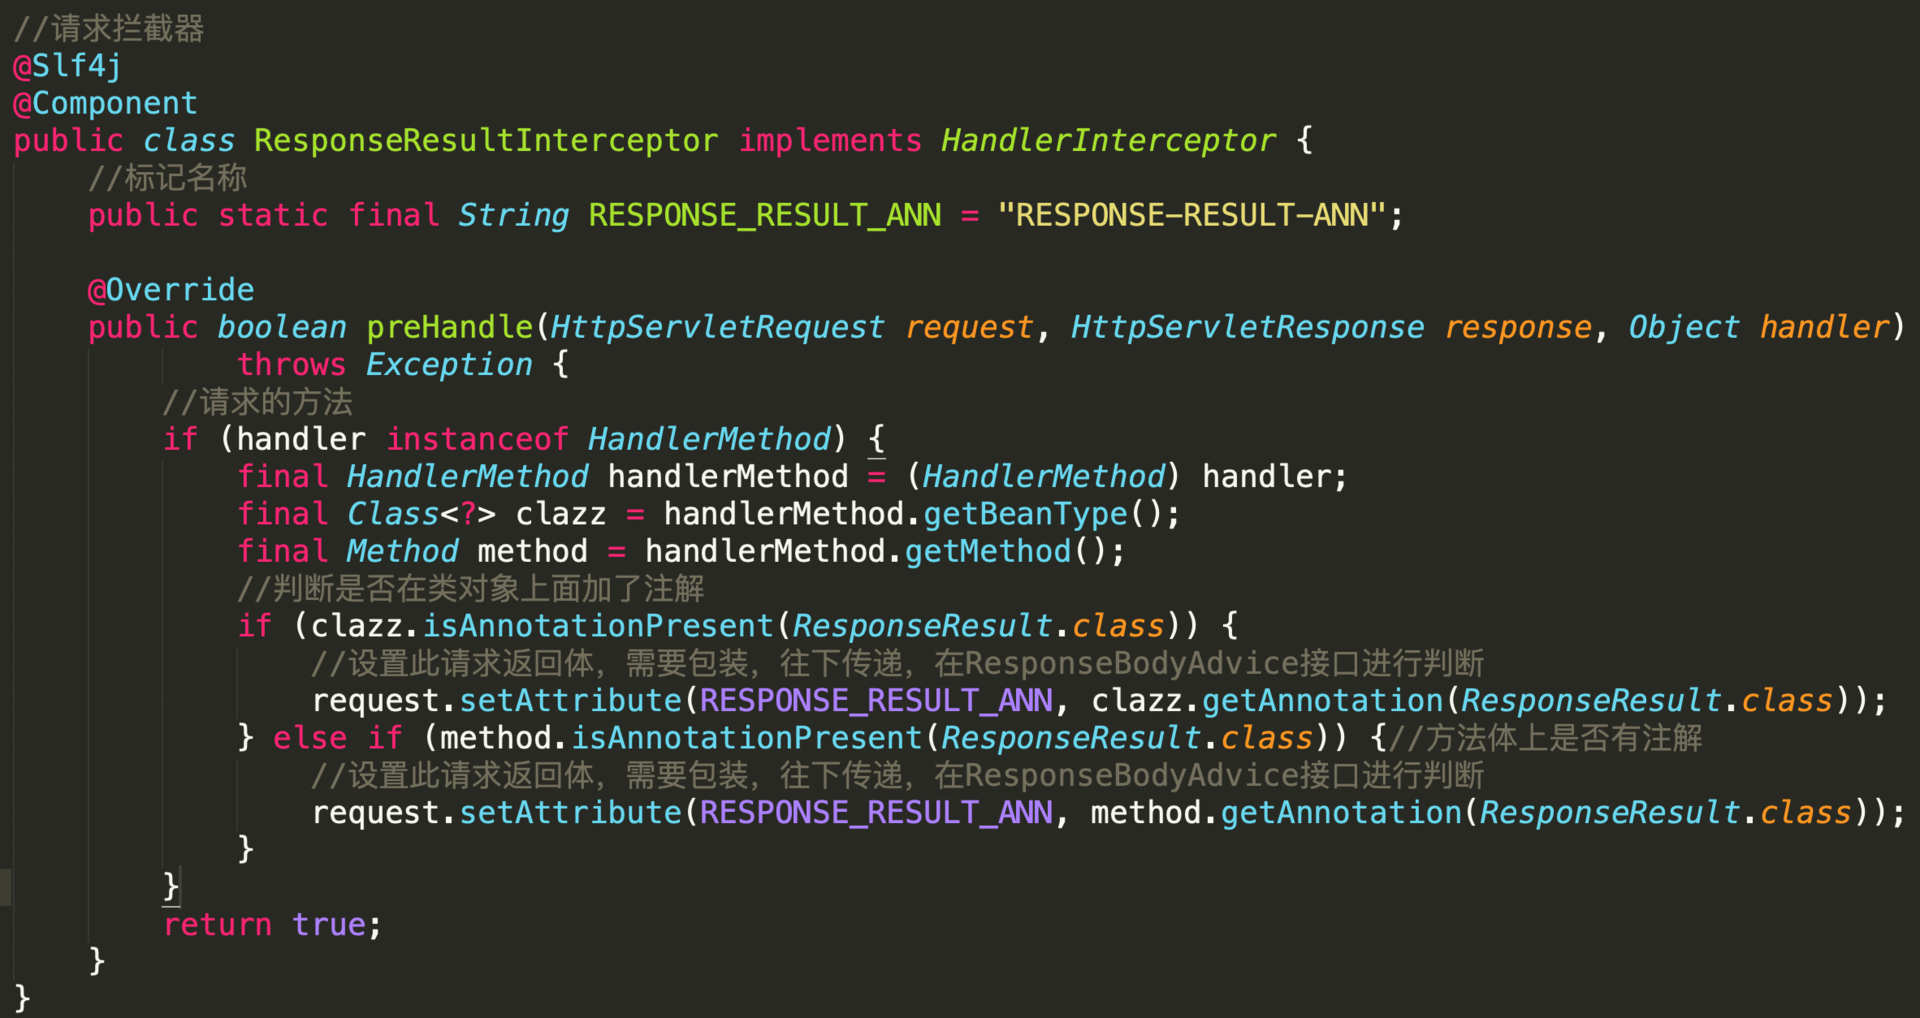 //请求拦截器
@Slf4j
@Component
public class ResponseResultInterceptor implements HandlerInterceptor {
    //标记名称
    public static final String RESPONSE_RESULT_ANN = "RESPONSE-RESULT-ANN";

    @Override
    public boolean preHandle(HttpServletRequest request, HttpServletResponse response, Object handler)
            throws Exception {
        //请求的方法
        if (handler instanceof HandlerMethod) {
            final HandlerMethod handlerMethod = (HandlerMethod) handler;
            final Class<?> clazz = handlerMethod.getBeanType();
            final Method method = handlerMethod.getMethod();
            //判断是否在类对象上面加了注解
            if (clazz.isAnnotationPresent(ResponseResult.class)) {
                //设置此请求返回体，需要包装，往下传递，在ResponseBodyAdvice接口进行判断
                request.setAttribute(RESPONSE_RESULT_ANN, clazz.getAnnotation(ResponseResult.class));
            } else if (method.isAnnotationPresent(ResponseResult.class)) {//方法体上是否有注解
                //设置此请求返回体，需要包装，往下传递，在ResponseBodyAdvice接口进行判断
                request.setAttribute(RESPONSE_RESULT_ANN, method.getAnnotation(ResponseResult.class));
            }
        }
        return true;
    }
}